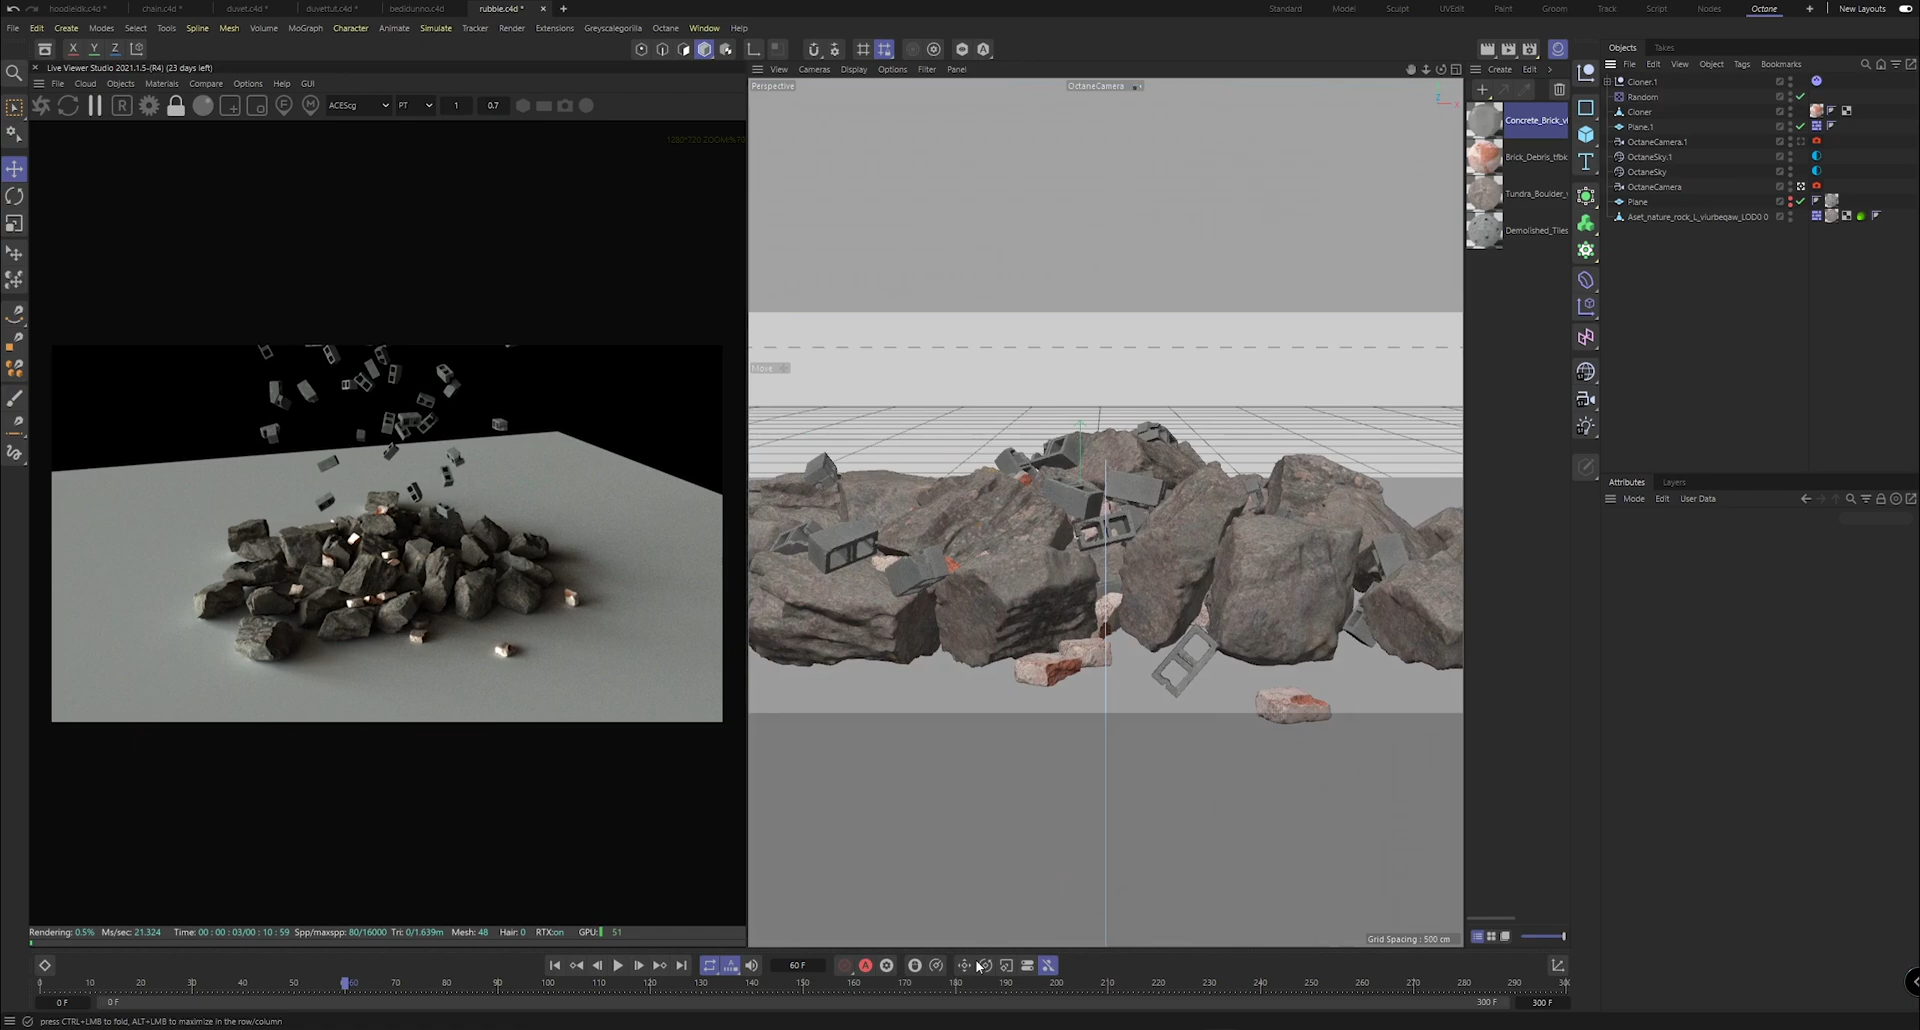 hoodieldk.c4d * chain.c4d * duvet.c4d * duvettut.c4d * bedidunno.c4d rubble.c4d * Standard Model Sculpt UVEdit Paint Groom Track Script Nodes Octane New Layouts
File Edit Create Modes Select Tools Spline Mesh Volume MoGraph Character Animate Simulate Tracker Render Extensions Greyscalegorilla Octane Window Help
X Y Z
Objects Takes
Live Viewer Studio 2021.1.5-(R4) (23 days left)
File Edit View Object Tags Bookmarks
View Cameras Display Options Filter Panel
Create Edit
File Cloud Objects Materials Compare Options Help GUI
Perspective
OctaneCamera
ACEScg PT 1 0.7
Cloner.1
Random
Cloner
Plane.1
OctaneCamera.1
OctaneSky.1
OctaneSky
OctaneCamera
Plane
Aset_nature_rock_L_viurbeqaw_LOD0 0
Concrete_Brick_vl
Brick_Debris_tfbk
Tundra_Boulder_
Demolished_Tiles
Move
Attributes Layers
Mode Edit User Data
Rendering: 0.5% Ms/sec: 21.324 Time: 00 : 00 : 03/00 : 10 : 59 Spp/maxspp: 80/16000 Tri: 0/1.639m Mesh: 48 Hair: 0 RTX:on GPU: 51
Grid Spacing : 500 cm
60 F
0 10 20 30 40 50 60 70 80 90 100 110 120 130 140 150 160 170 180 190 200 210 220 230 240 250 260 270 280 290 30
0 F 0 F 300 F 300 F
press CTRL+LMB to fold, ALT+LMB to maximize in the row/column